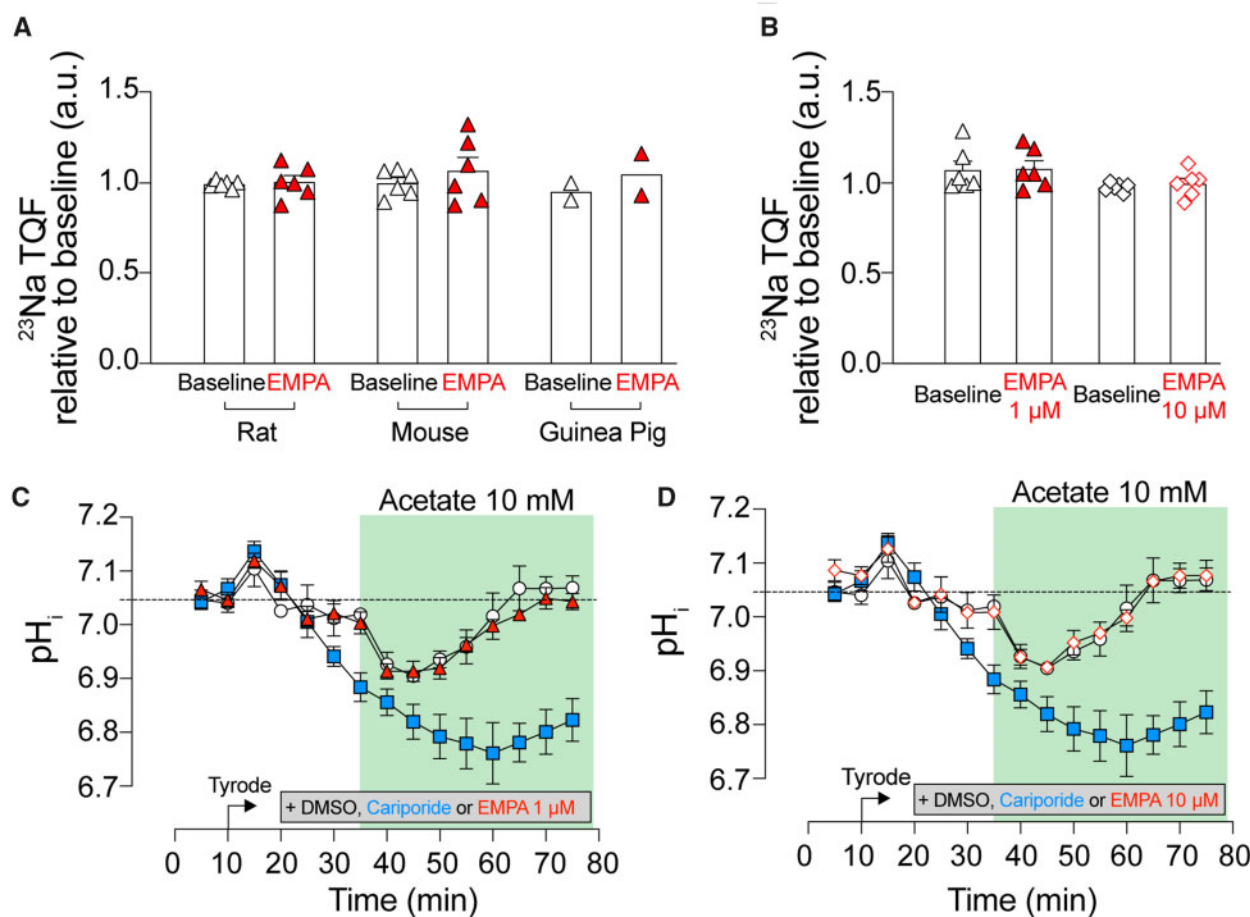 A
²³Na TQF
relative to baseline (a.u.)
1.5
1.0
0.5
0.0
Baseline EMPA Baseline EMPA Baseline EMPA
Rat Mouse Guinea Pig
B
²³Na TQF
relative to baseline (a.u.)
1.5
1.0
0.5
0.0
Baseline EMPA 1 µM Baseline EMPA 10 µM
C
Acetate 10 mM
pHi
7.2
7.1
7.0
6.9
6.8
6.7
Tyrode
+ DMSO, Cariporide or EMPA 1 µM
0 10 20 30 40 50 60 70 80
Time (min)
D
Acetate 10 mM
pHi
7.2
7.1
7.0
6.9
6.8
6.7
Tyrode
+ DMSO, Cariporide or EMPA 10 µM
0 10 20 30 40 50 60 70 80
Time (min)